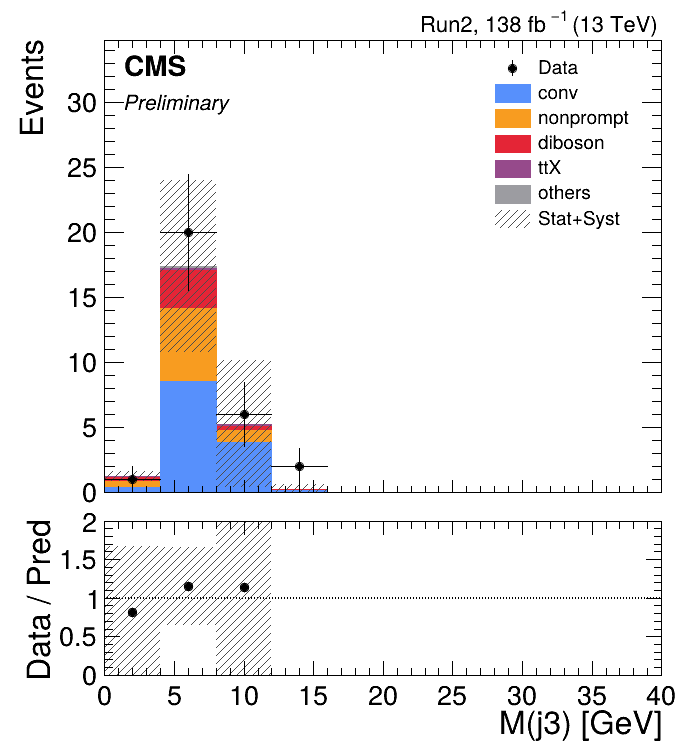 Run2, 138 fb⁻¹ (13 TeV)
Events
CMS
Preliminary
Data
conv
nonprompt
diboson
ttX
others
Stat+Syst
30
25
20
15
10
5
0
Data / Pred
2
1.5
1
0.5
0
0 5 10 15 20 25 30 35 40
M(j3) [GeV]